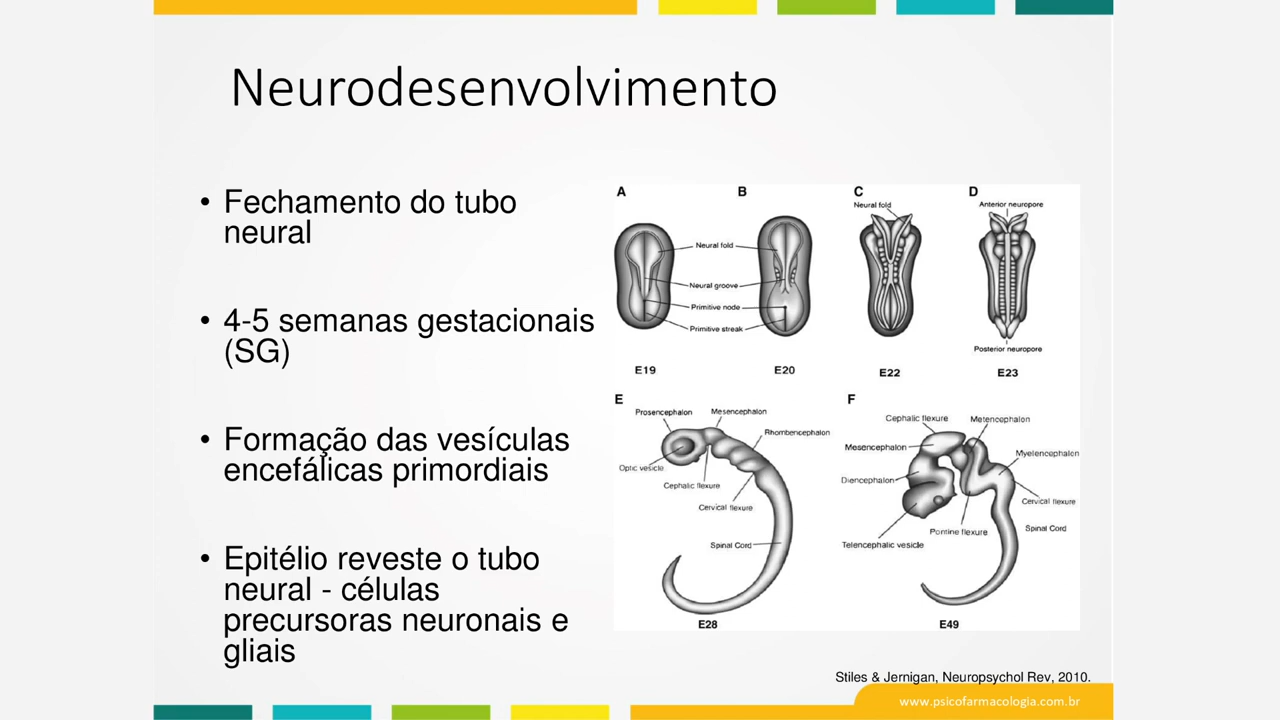 Neurodesenvolvimento
• Fechamento do tubo
neural
• 4-5 semanas gestacionais
(SG)
• Formação das vesículas
encefálicas primordiais
• Epitélio reveste o tubo
neural - células
precursoras neuronais e
gliais
A
B
C
D
Neural fold
Anterior neuropore
Neural fold
Neural groove
Primitive node
Primitive streak
Posterior neuropore
E19
E20
E22
E23
E
F
Prosencephalon
Mesencephalon
Rhombencephalon
Optic vesicle
Cephalic flexure
Cervical flexure
Spinal Cord
E28
Cephalic flexure
Metencephalon
Mesencephalon
Myelencephalon
Diencephalon
Cervical flexure
Pontine flexure
Spinal Cord
Telencephalic vesicle
E49
Stiles & Jernigan, Neuropsychol Rev, 2010.
www.psicofarmacologia.com.br